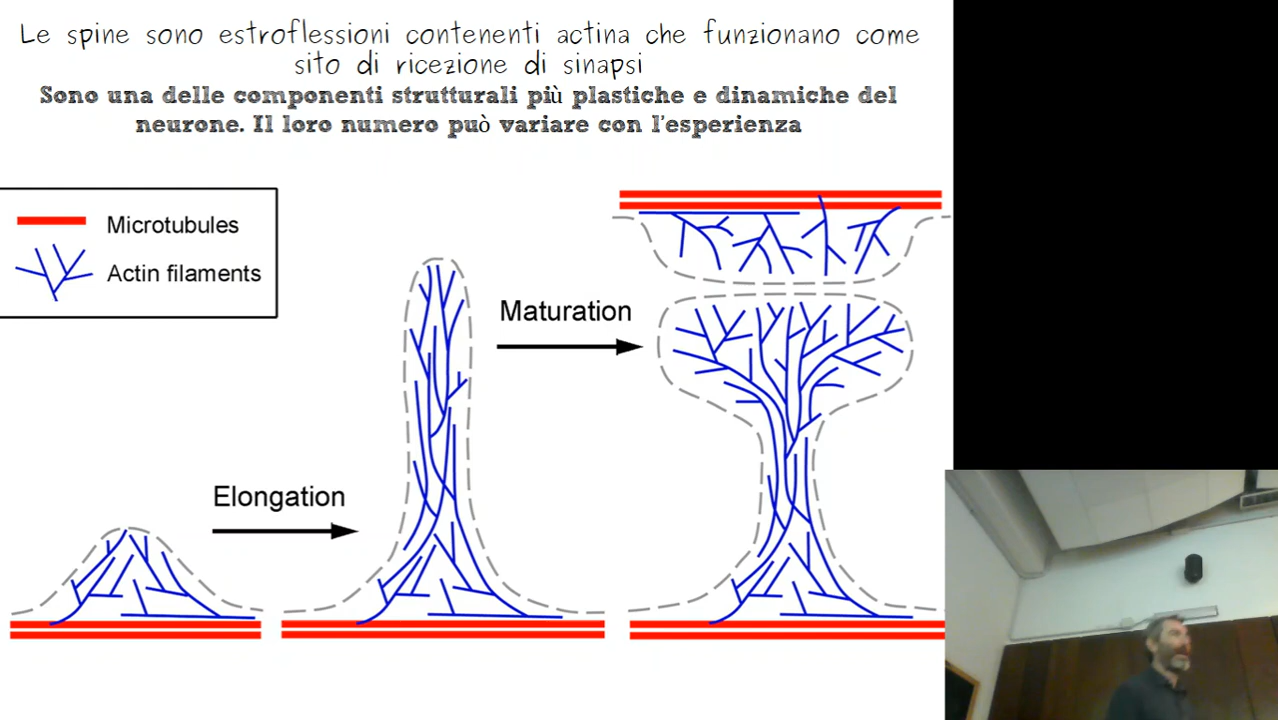 Le spine sono estroflessioni contenenti actina che funzionano come
sito di ricezione di sinapsi
Sono una delle componenti strutturali più plastiche e dinamiche del
neurone. Il loro numero può variare con l'esperienza
Microtubules
Actin filaments
Maturation
Elongation